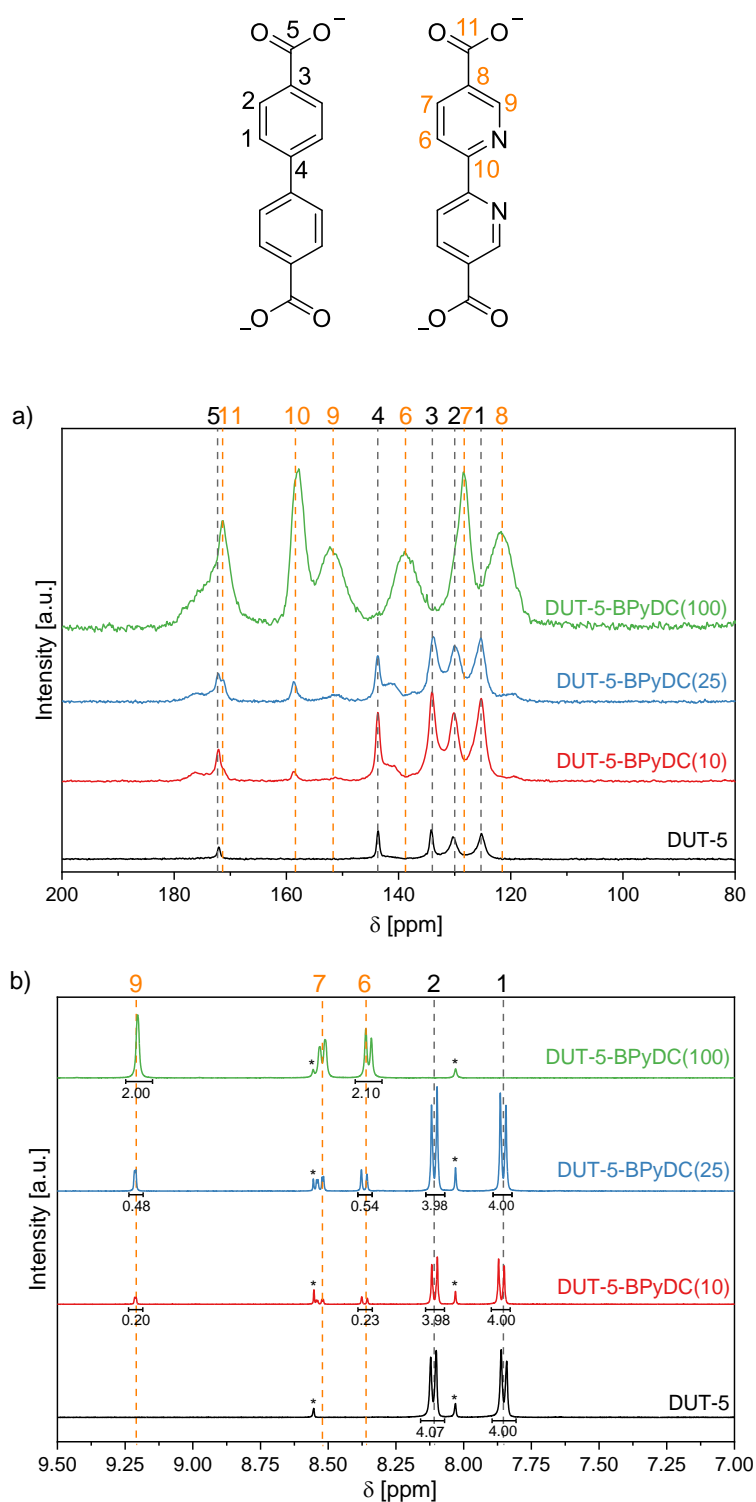 5 O O − 11 O O −
3 8
2 7 9
1 6 N
4 10
N
−O O −O O
a) 5 11 10 9 4 6 3 2 7 1 8
DUT-5-BPyDC(100)
DUT-5-BPyDC(25)
DUT-5-BPyDC(10)
DUT-5
Intensity [a.u.]
200 180 160 140 120 100 80
δ [ppm]
b) 9 7 6 2 1
DUT-5-BPyDC(100)
* *
2.00 2.10
DUT-5-BPyDC(25)
* *
0.48 0.54 3.98 4.00
DUT-5-BPyDC(10)
* *
0.20 0.23 3.98 4.00
DUT-5
* *
4.07 4.00
Intensity [a.u.]
9.50 9.25 9.00 8.75 8.50 8.25 8.00 7.75 7.50 7.25 7.00
δ [ppm]